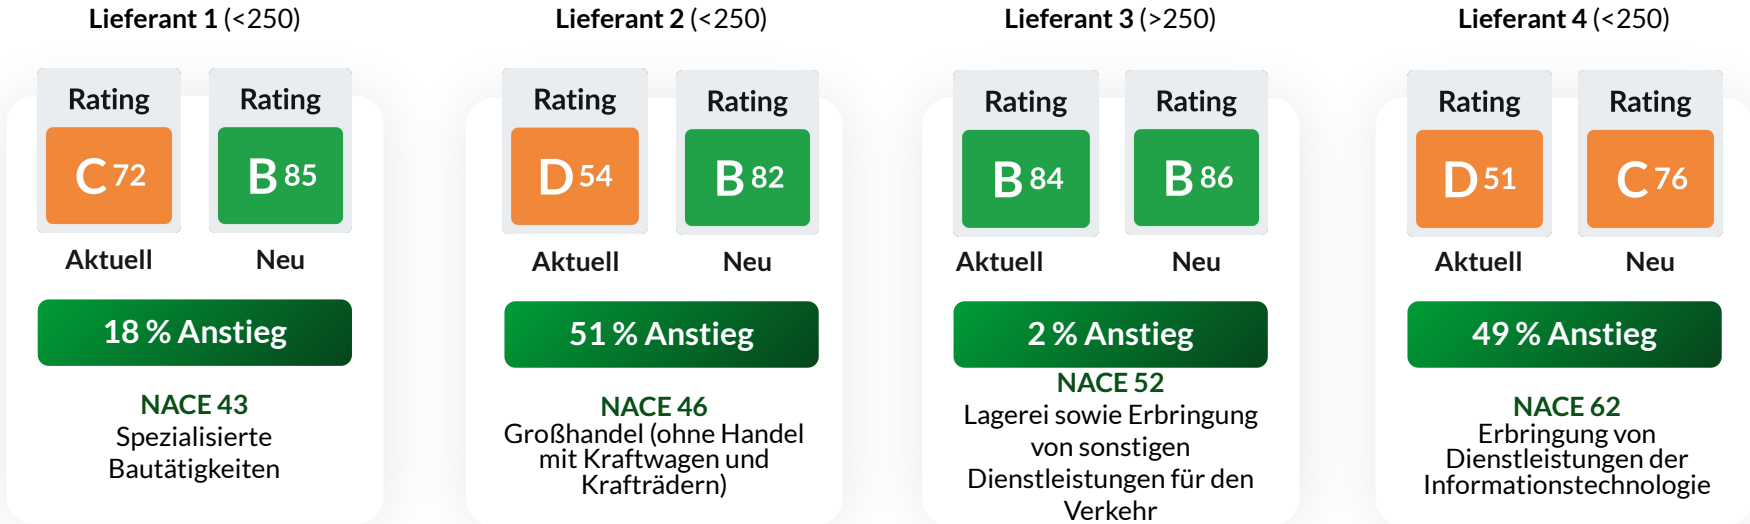 Lieferant 1 (<250)
Rating
C 72
Aktuell
Rating
B 85
Neu
18 % Anstieg
NACE 43
Spezialisierte
Bautätigkeiten
Lieferant 2 (<250)
Rating
D 54
Aktuell
Rating
B 82
Neu
51 % Anstieg
NACE 46
Großhandel (ohne Handel
mit Kraftwagen und
Krafträdern)
Lieferant 3 (>250)
Rating
B 84
Aktuell
Rating
B 86
Neu
2 % Anstieg
NACE 52
Lagerei sowie Erbringung
von sonstigen
Dienstleistungen für den
Verkehr
Lieferant 4 (<250)
Rating
D 51
Aktuell
Rating
C 76
Neu
49 % Anstieg
NACE 62
Erbringung von
Dienstleistungen der
Informationstechnologie